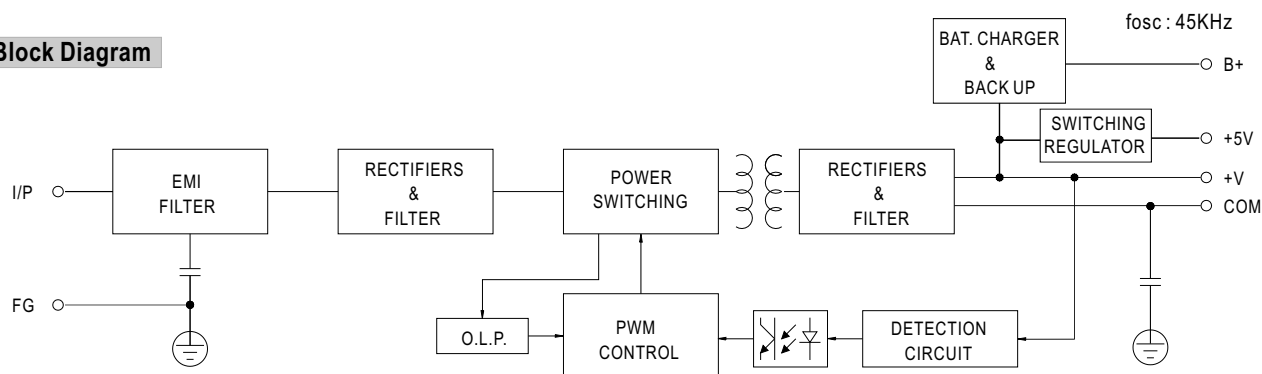 Block Diagram
fosc : 45KHz
BAT. CHARGER
&
BACK UP
B+
SWITCHING
REGULATOR
+5V
I/P
EMI
FILTER
RECTIFIERS
&
FILTER
POWER
SWITCHING
RECTIFIERS
&
FILTER
+V
COM
FG
O.L.P.
PWM
CONTROL
DETECTION
CIRCUIT